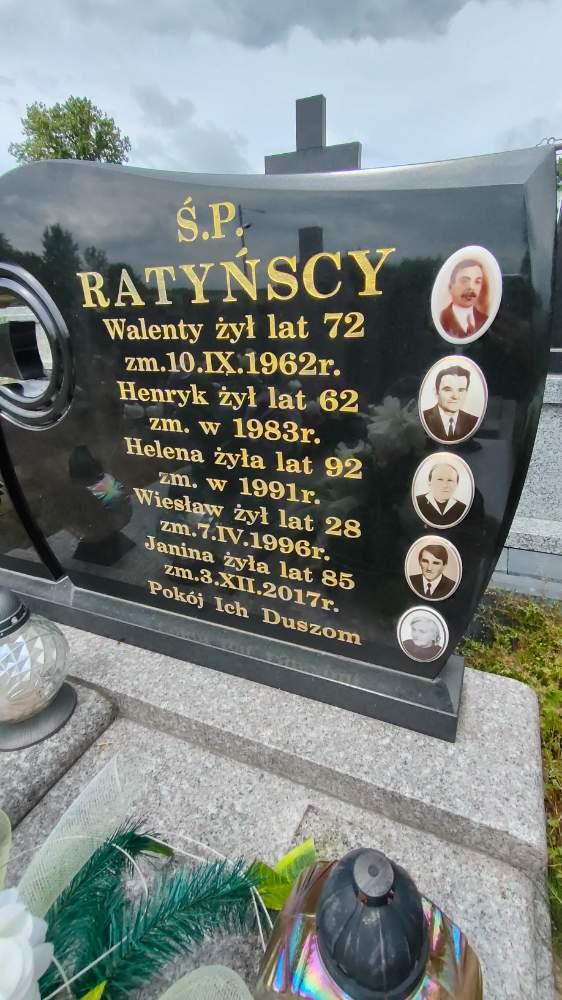 Ś.P.
RATYŃSCY
Walenty żył lat 72
zm.10.IX.1962r.
Henryk żył lat 62
zm. w 1983r.
Helena żyła lat 92
zm. w 1991r.
Wiesław żył lat 28
zm.7.IV.1996r.
Janina żyła lat 85
zm.3.XII.2017r.
Pokój Ich Duszom